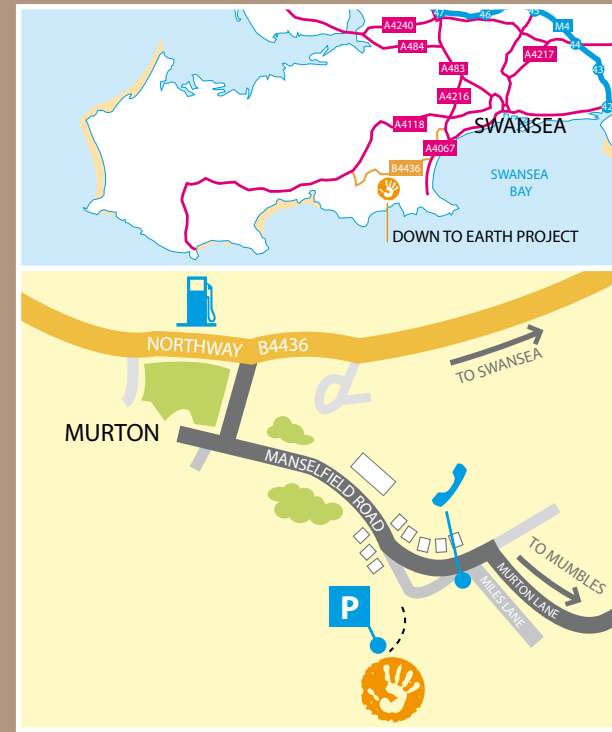 47
46
45
M4
44
43
42
A4240
A484
A4217
A483
A4216
A4118
SWANSEA
A4067
B4436
SWANSEA
BAY
DOWN TO EARTH PROJECT
NORTHWAY B4436
TO SWANSEA
MURTON
MANSELFIELD ROAD
TO MUMBLES
MURTON LANE
MILES LANE
P